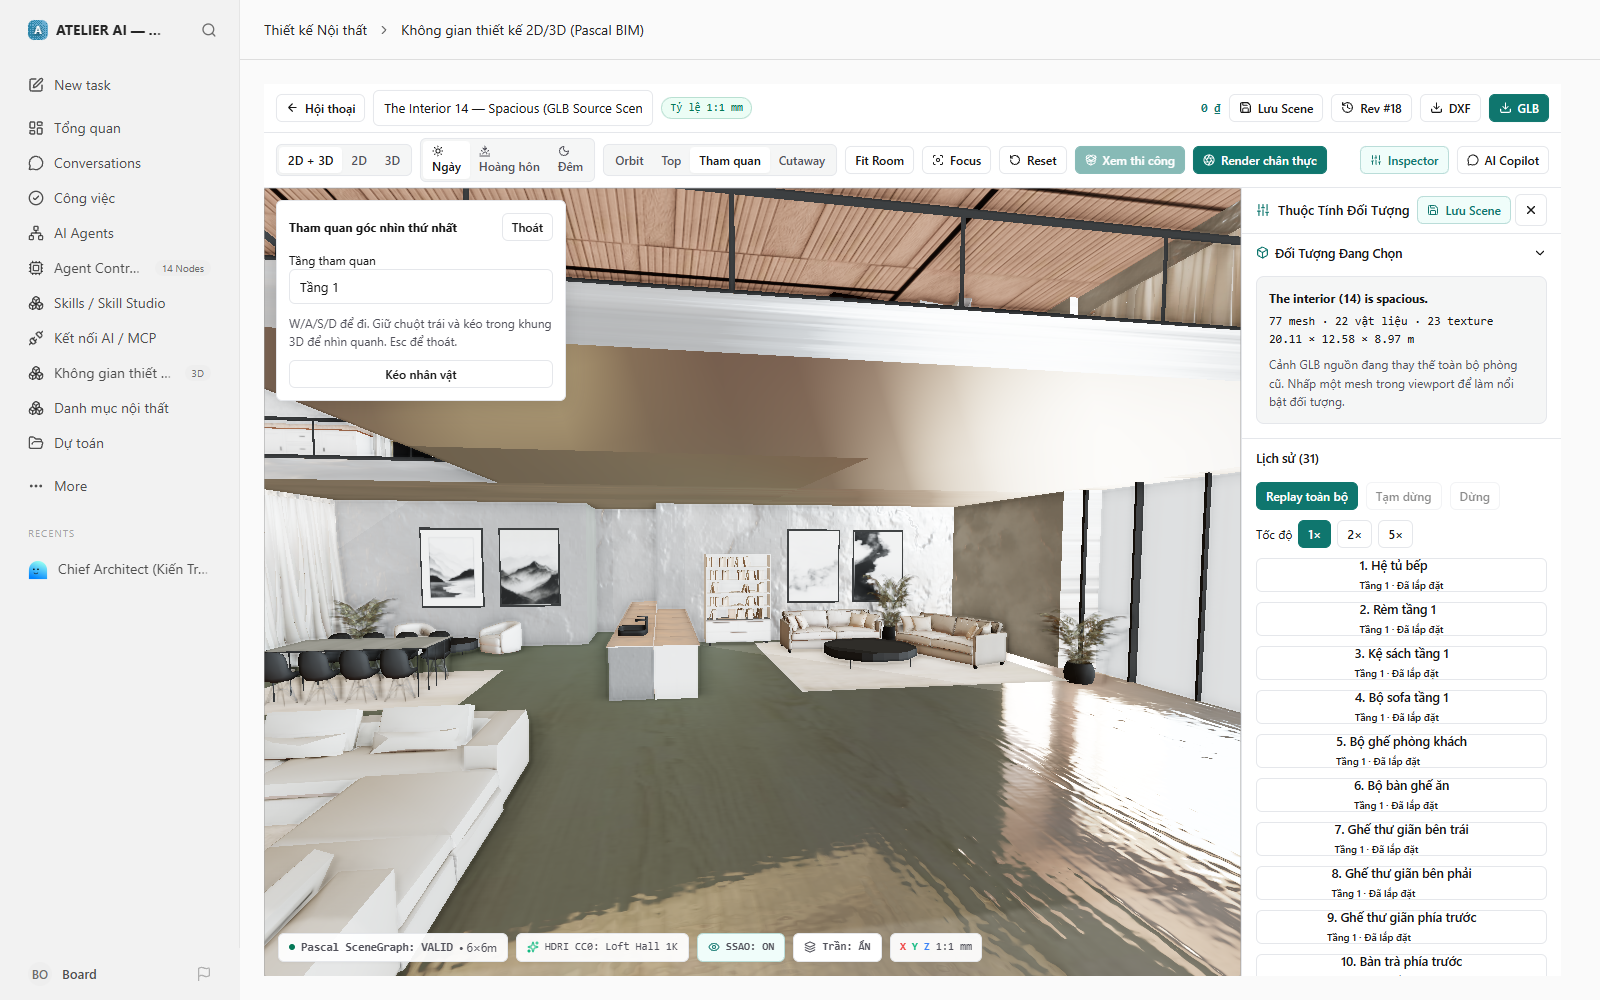 ATELIER AI — ...
New task
Tổng quan
Conversations
Công việc
AI Agents
Agent Contr... 14 Nodes
Skills / Skill Studio
Kết nối AI / MCP
Không gian thiết ... 3D
Danh mục nội thất
Dự toán
More
RECENTS
Chief Architect (Kiến Tr...
BO Board
Thiết kế Nội thất > Không gian thiết kế 2D/3D (Pascal BIM)
Hội thoại
The Interior 14 — Spacious (GLB Source Scen
Tỷ lệ 1:1 mm
0 ₫
Lưu Scene
Rev #18
DXF
GLB
2D + 3D 2D 3D
Ngày Hoàng hôn Đêm
Orbit Top Tham quan Cutaway
Fit Room
Focus
Reset
Xem thi công
Render chân thực
Inspector
AI Copilot
Tham quan góc nhìn thứ nhất
Thoát
Tầng tham quan
Tầng 1
W/A/S/D để đi. Giữ chuột trái và kéo trong khung
3D để nhìn quanh. Esc để thoát.
Kéo nhân vật
Pascal SceneGraph: VALID • 6×6m
HDRI CC0: Loft Hall 1K
SSAO: ON
Trần: ẨN
X Y Z 1:1 mm
Thuộc Tính Đối Tượng
Lưu Scene
Đối Tượng Đang Chọn
The interior (14) is spacious.
77 mesh · 22 vật liệu · 23 texture
20.11 × 12.58 × 8.97 m
Cảnh GLB nguồn đang thay thế toàn bộ phòng
cũ. Nhấp một mesh trong viewport để làm nổi
bật đối tượng.
Lịch sử (31)
Replay toàn bộ
Tạm dừng
Dừng
Tốc độ 1× 2× 5×
1. Hệ tủ bếp
Tầng 1 · Đã lắp đặt
2. Rèm tầng 1
Tầng 1 · Đã lắp đặt
3. Kệ sách tầng 1
Tầng 1 · Đã lắp đặt
4. Bộ sofa tầng 1
Tầng 1 · Đã lắp đặt
5. Bộ ghế phòng khách
Tầng 1 · Đã lắp đặt
6. Bộ bàn ghế ăn
Tầng 1 · Đã lắp đặt
7. Ghế thư giãn bên trái
Tầng 1 · Đã lắp đặt
8. Ghế thư giãn bên phải
Tầng 1 · Đã lắp đặt
9. Ghế thư giãn phía trước
Tầng 1 · Đã lắp đặt
10. Bàn trà phía trước